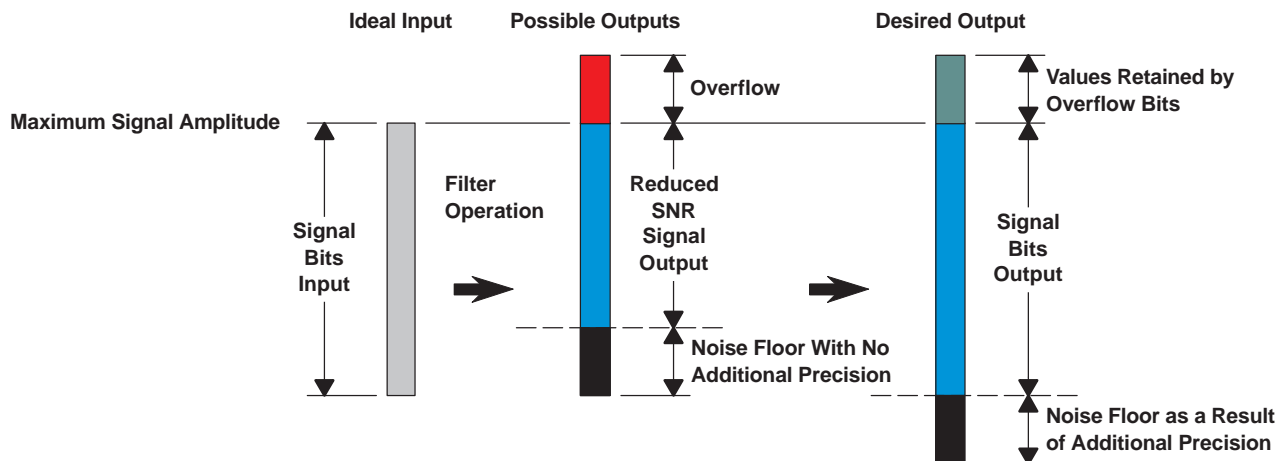 Ideal Input
Possible Outputs
Desired Output
Overflow
Values Retained by
Overflow Bits
Maximum Signal Amplitude
Filter
Operation
Reduced
SNR
Signal
Output
Signal
Bits
Input
Signal
Bits
Output
Noise Floor With No
Additional Precision
Noise Floor as a Result
of Additional Precision